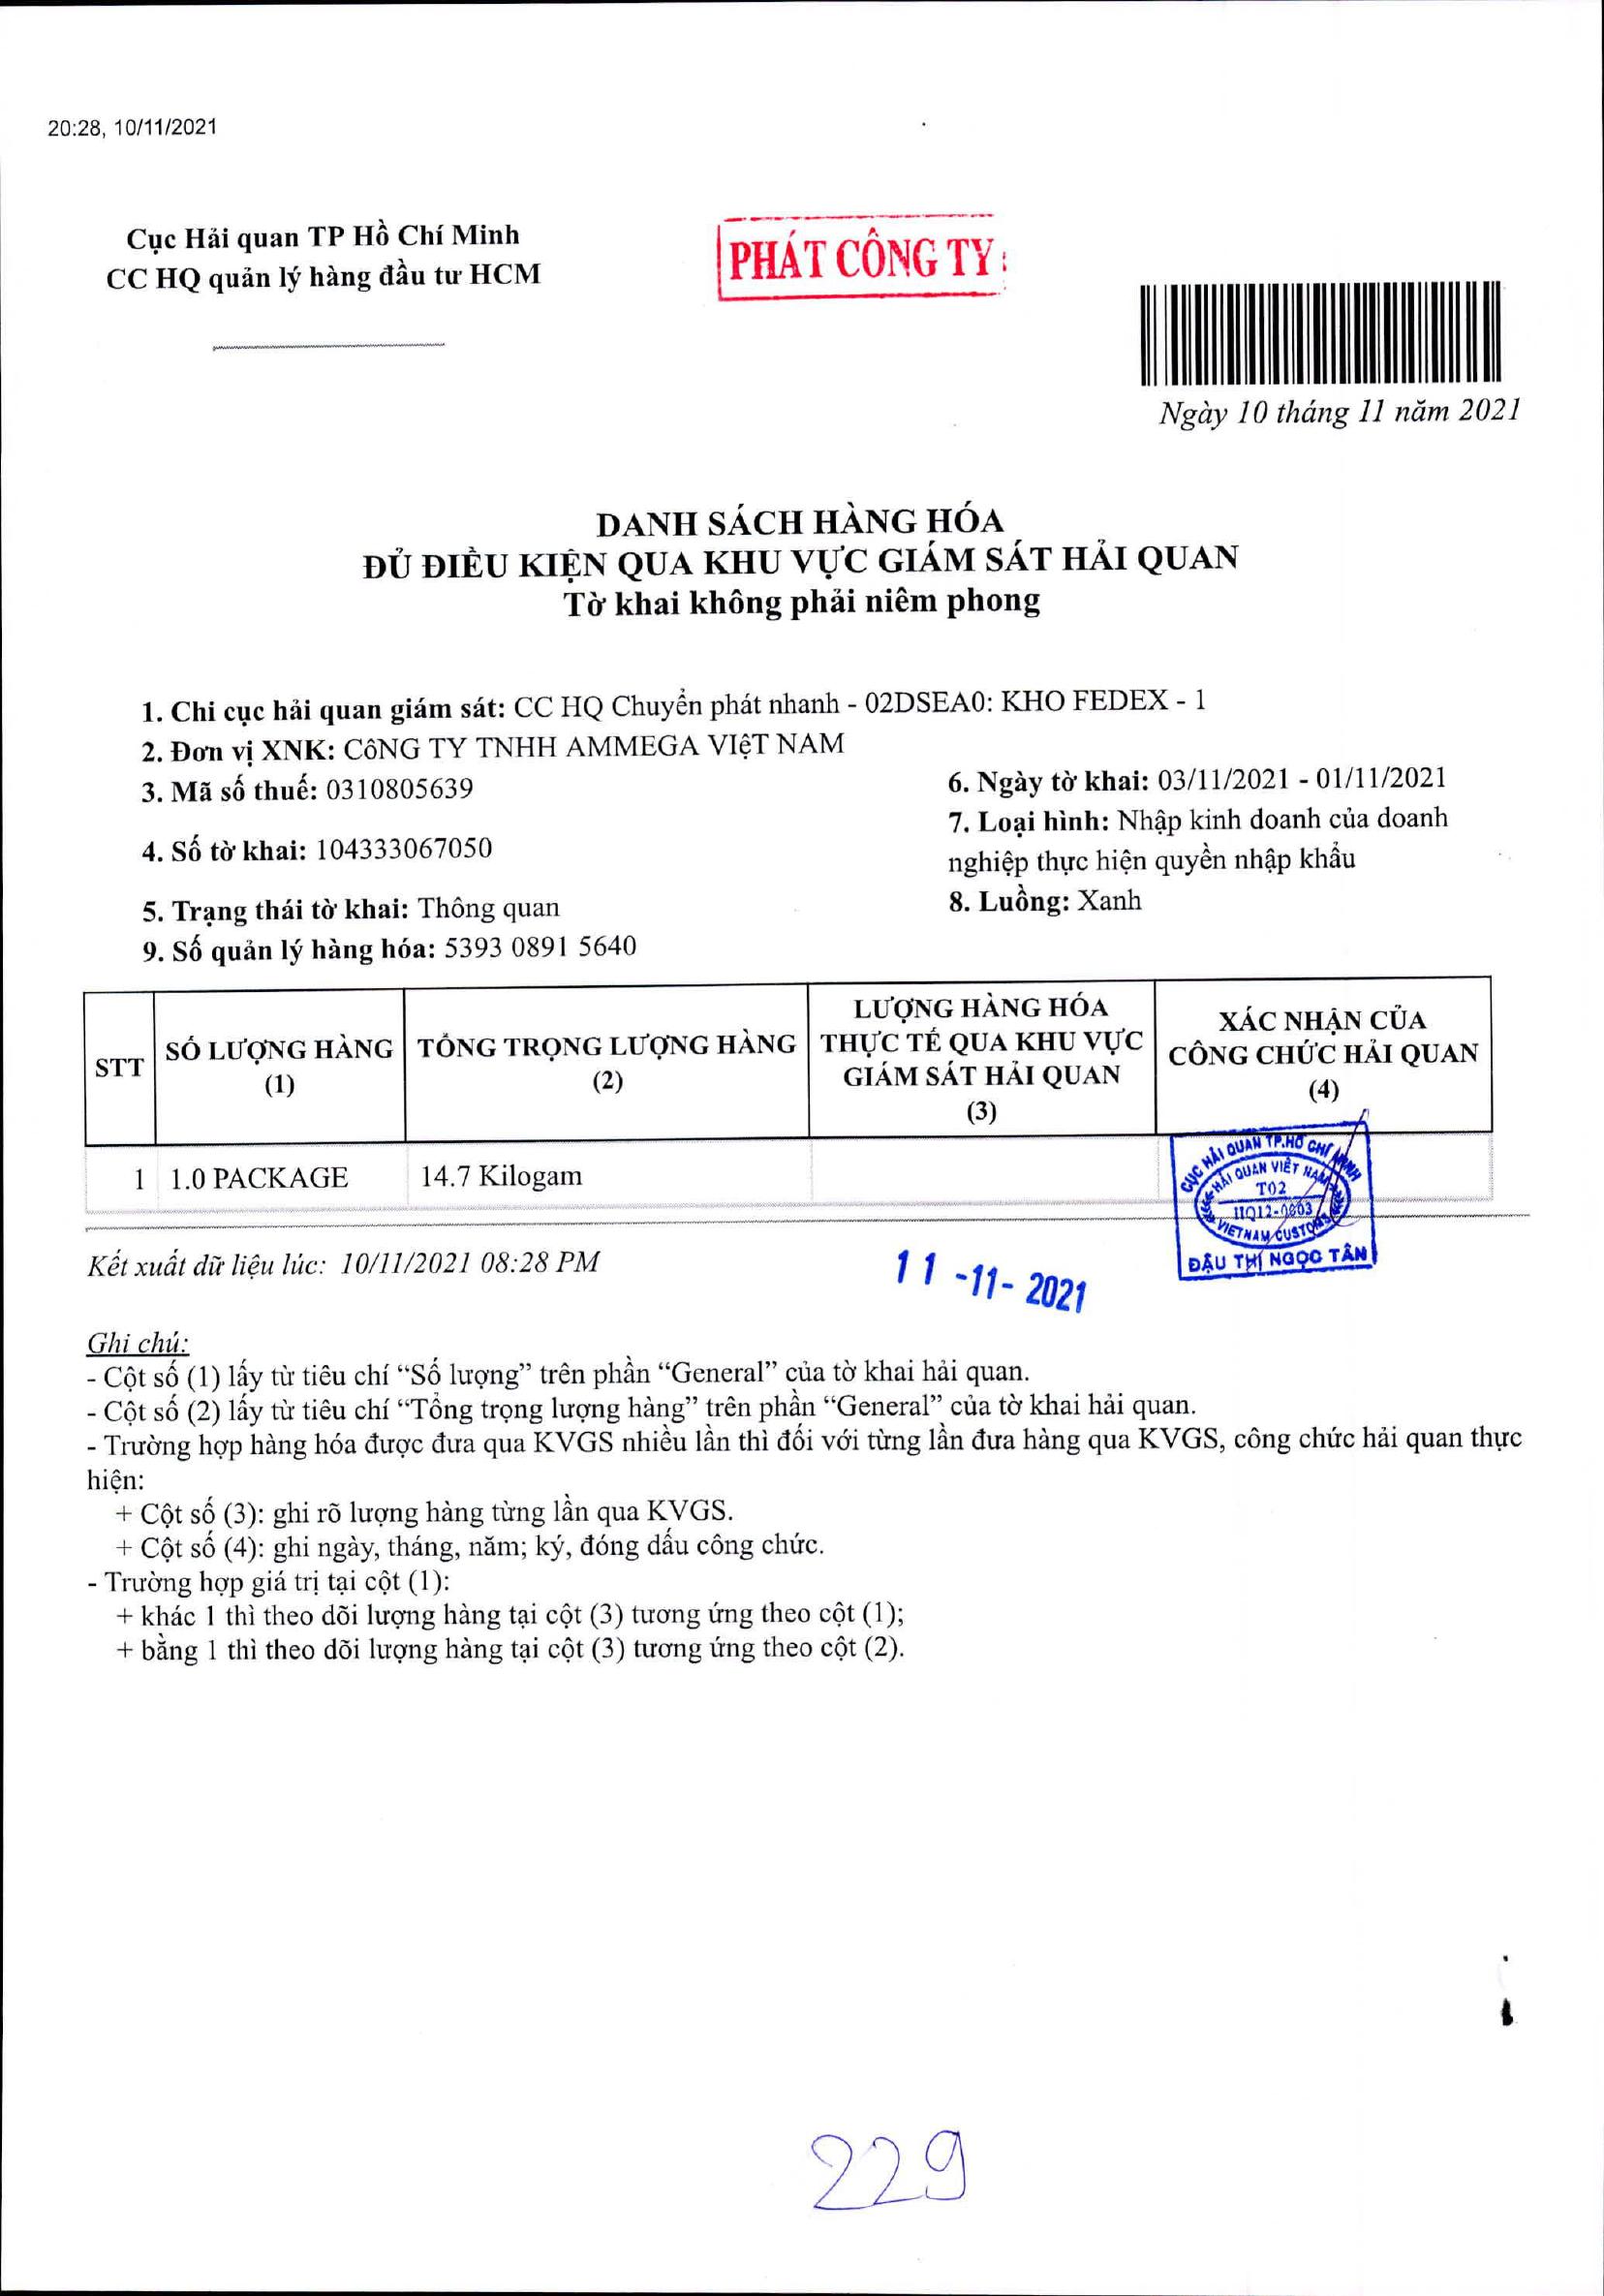 20:28, 10/11/2021
Cục Hải quan TP Hồ Chí Minh
CC HQ quản lý hàng đầu tư HCM
PHÁT CÔNG TY
Ngày 10 tháng 11 năm 2021
DANH SÁCH HÀNG HÓA
ĐỦ ĐIỀU KIỆN QUA KHU VỰC GIÁM SÁT HẢI QUAN
Tờ khai không phải niêm phong
1. Chi cục hải quan giám sát: CC HQ Chuyển phát nhanh - 02DSEA0: KHO FEDEX - 1
2. Đơn vị XNK: CôNG TY TNHH AMMEGA VIệT NAM
3. Mã số thuế: 0310805639
6. Ngày tờ khai: 03/11/2021 - 01/11/2021
7. Loại hình: Nhập kinh doanh của doanh
nghiệp thực hiện quyền nhập khẩu
4. Số tờ khai: 104333067050
5. Trạng thái tờ khai: Thông quan
8. Luồng: Xanh
9. Số quản lý hàng hóa: 5393 0891 5640
STT
SỐ LƯỢNG HÀNG
(1)
TỔNG TRỌNG LƯỢNG HÀNG
(2)
LƯỢNG HÀNG HÓA
THỰC TẾ QUA KHU VỰC
GIÁM SÁT HẢI QUAN
(3)
XÁC NHẬN CỦA
CÔNG CHỨC HẢI QUAN
(4)
1 1.0 PACKAGE 14.7 Kilogam
CỤC HẢI QUAN TP.HỒ CHÍ MINH
HẢI QUAN VIỆT NAM
T02
HQ12-0603
VIETNAM CUSTOMS
ĐẬU THỊ NGỌC TÂN
Kết xuất dữ liệu lúc: 10/11/2021 08:28 PM
11 -11- 2021
Ghi chú:
- Cột số (1) lấy từ tiêu chí “Số lượng” trên phần “General” của tờ khai hải quan.
- Cột số (2) lấy từ tiêu chí “Tổng trọng lượng hàng” trên phần “General” của tờ khai hải quan.
- Trường hợp hàng hóa được đưa qua KVGS nhiều lần thì đối với từng lần đưa hàng qua KVGS, công chức hải quan thực
hiện:
+ Cột số (3): ghi rõ lượng hàng từng lần qua KVGS.
+ Cột số (4): ghi ngày, tháng, năm; ký, đóng dấu công chức.
- Trường hợp giá trị tại cột (1):
+ khác 1 thì theo dõi lượng hàng tại cột (3) tương ứng theo cột (1);
+ bằng 1 thì theo dõi lượng hàng tại cột (3) tương ứng theo cột (2).
229